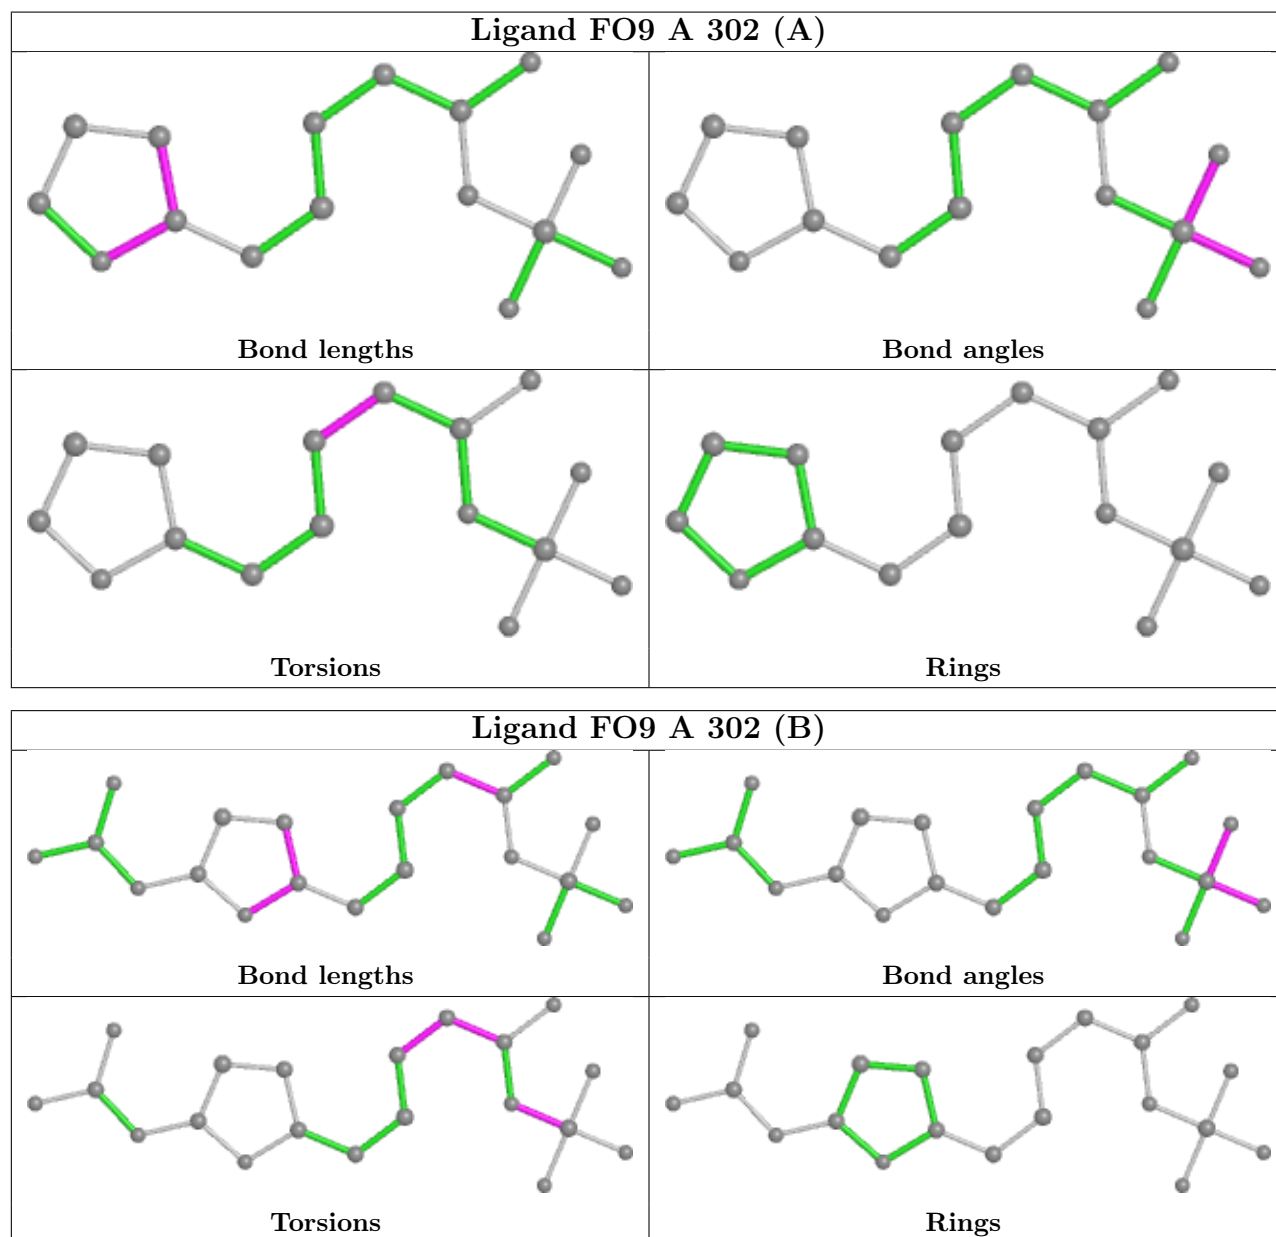 Ligand FO9 A 302 (A)
Bond lengths
Bond angles
Torsions
Rings
Ligand FO9 A 302 (B)
Bond lengths
Bond angles
Torsions
Rings